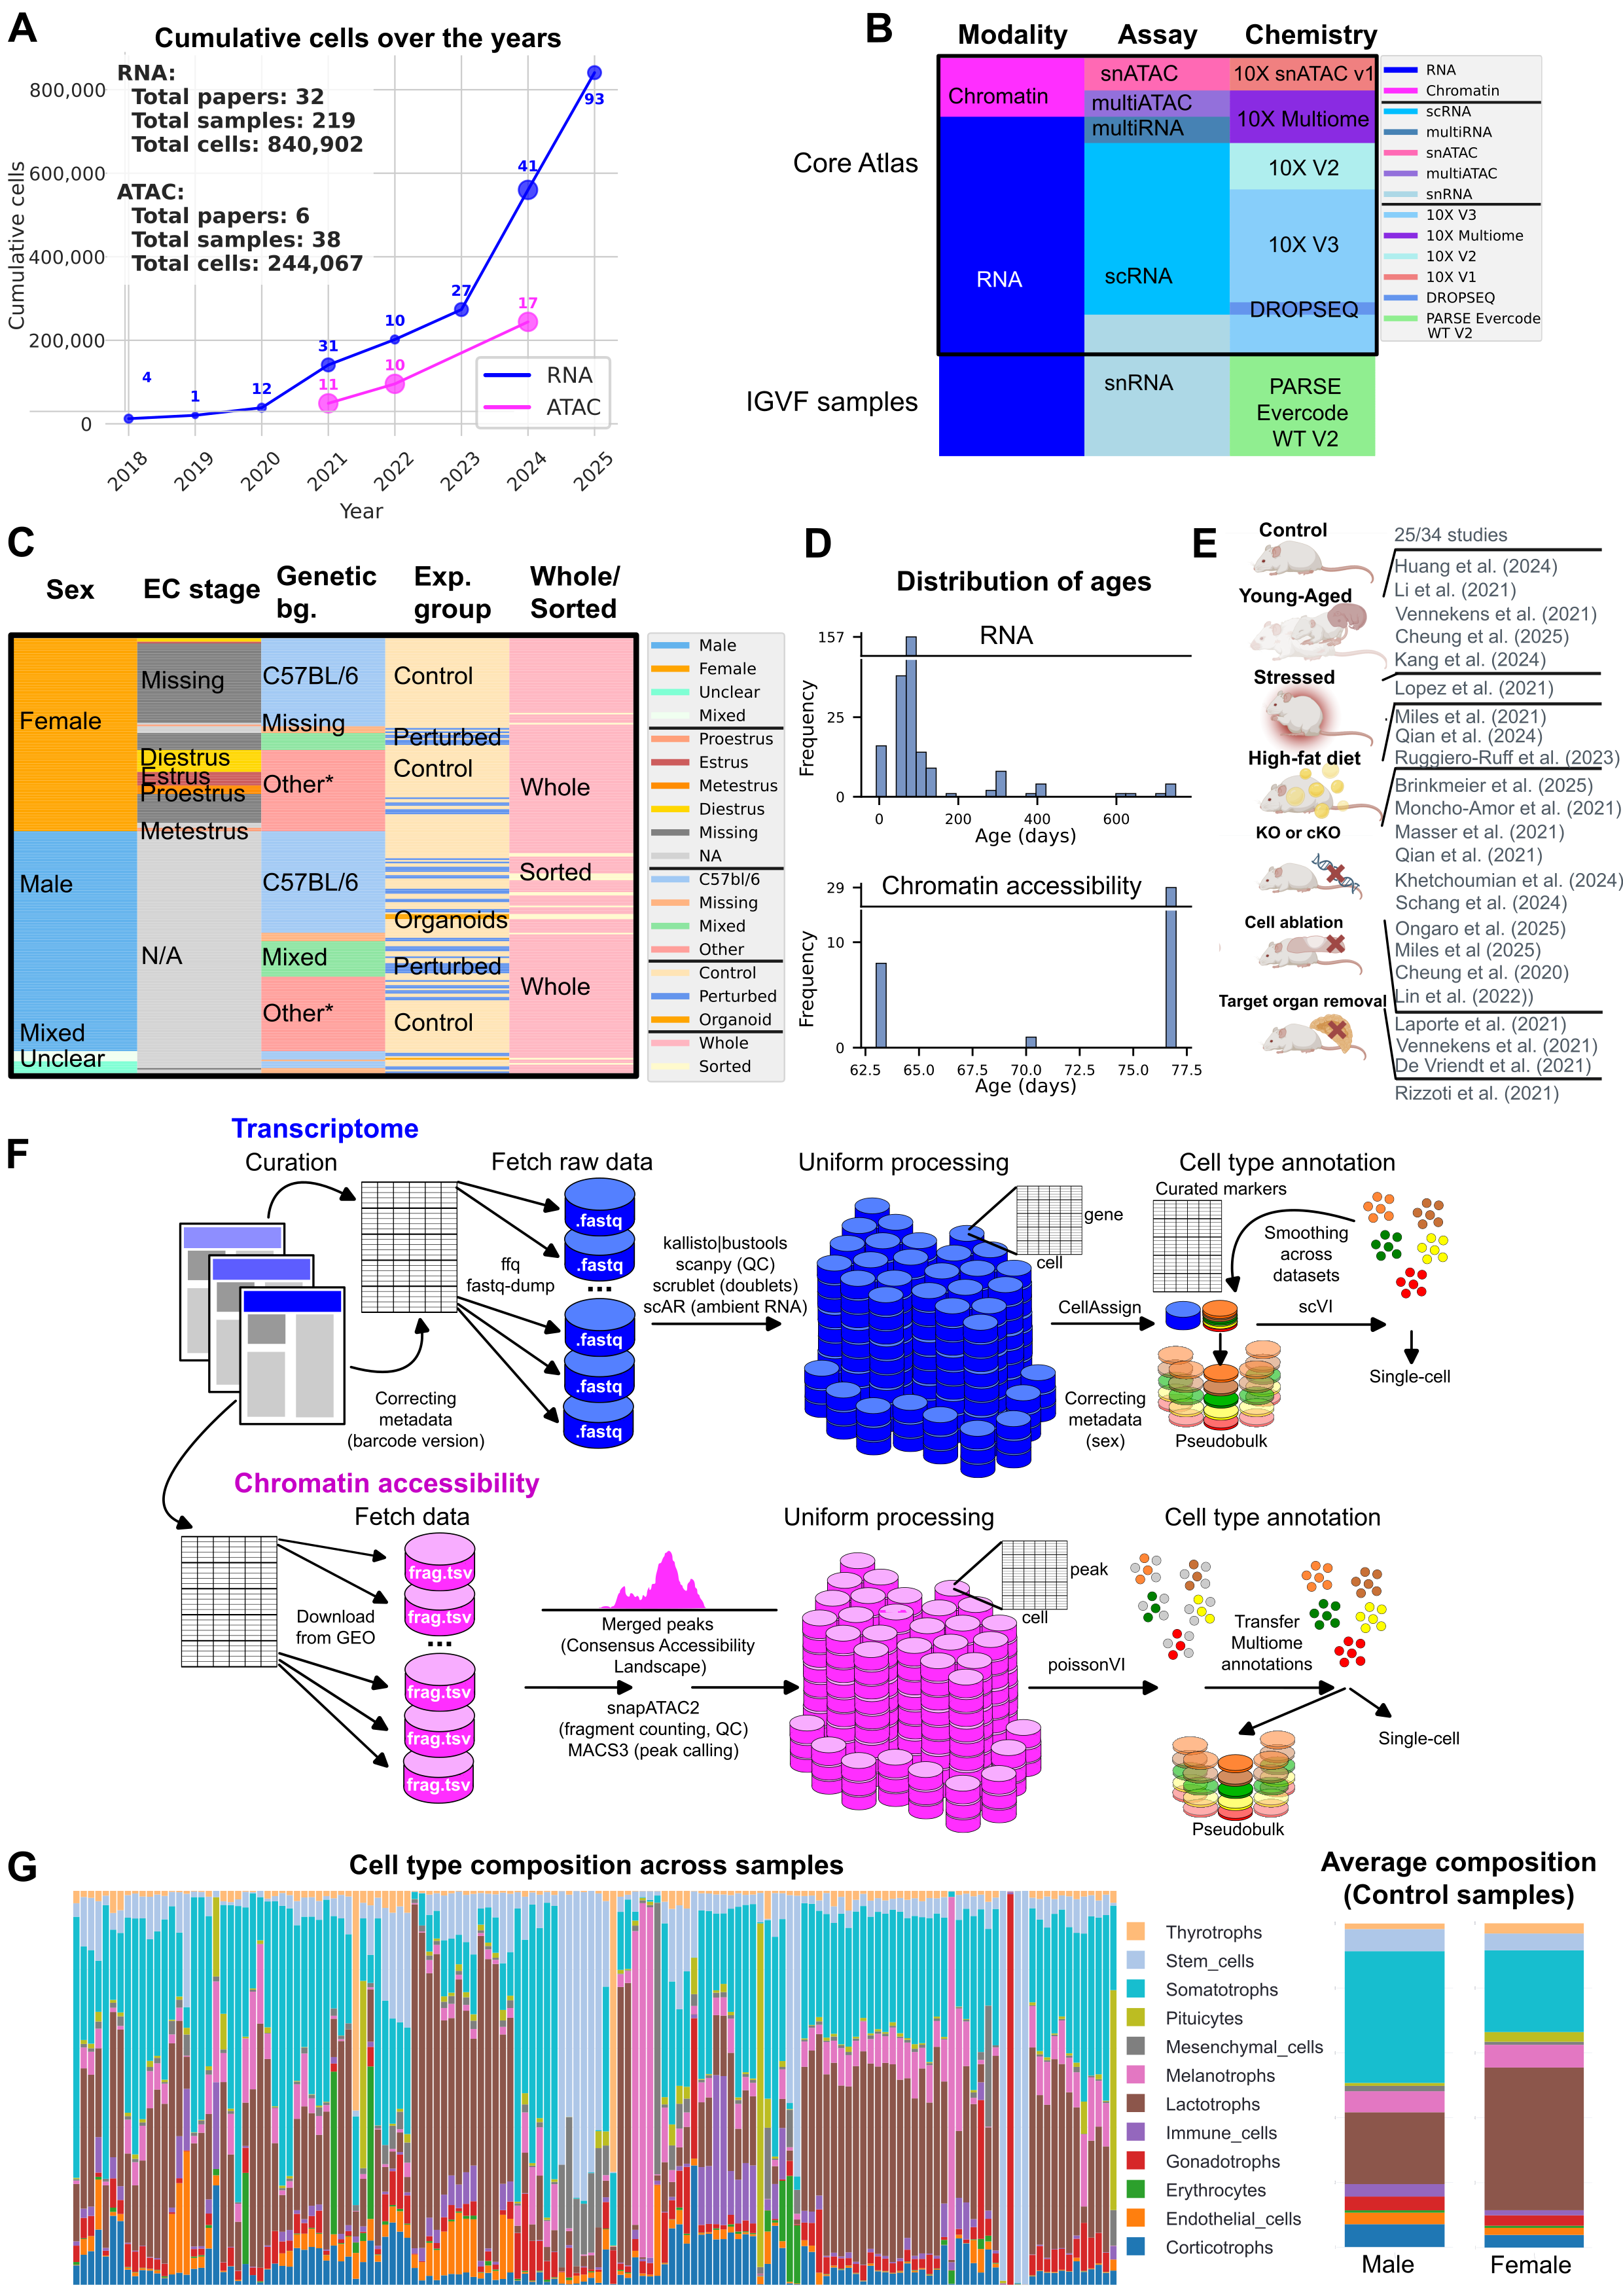 A
Cumulative cells over the years
RNA:
Total papers: 32
Total samples: 219
Total cells: 840,902
ATAC:
Total papers: 6
Total samples: 38
Total cells: 244,067
Cumulative cells
800,000
600,000
400,000
200,000
0
4
1
12
31
10
27
41
93
11
10
17
RNA
ATAC
2018
2019
2020
2021
2022
2023
2024
2025
Year
B
Modality
Assay
Chemistry
Core Atlas
IGVF samples
Chromatin
RNA
snATAC
multiATAC
multiRNA
scRNA
snRNA
10X snATAC v1
10X Multiome
10X V2
10X V3
DROPSEQ
PARSE
Evercode
WT V2
RNA
Chromatin
scRNA
multiRNA
snATAC
multiATAC
snRNA
10X V3
10X Multiome
10X V2
10X V1
DROPSEQ
PARSE Evercode
WT V2
C
Sex
EC stage
Genetic
bg.
Exp.
group
Whole/
Sorted
Female
Male
Mixed
Unclear
Missing
Diestrus
Estrus
Proestrus
Metestrus
N/A
C57BL/6
Missing
Other*
C57BL/6
Mixed
Other*
Control
Perturbed
Control
Organoids
Perturbed
Control
Whole
Sorted
Whole
Male
Female
Unclear
Mixed
Proestrus
Estrus
Metestrus
Diestrus
Missing
NA
C57bl/6
Missing
Mixed
Other
Control
Perturbed
Organoid
Whole
Sorted
D
Distribution of ages
RNA
157
25
0
Frequency
0
200
400
600
Age (days)
Chromatin accessibility
29
10
0
Frequency
62.5
65.0
67.5
70.0
72.5
75.0
77.5
Age (days)
E
Control
Young-Aged
Stressed
High-fat diet
KO or cKO
Cell ablation
Target organ removal
25/34 studies
Huang et al. (2024)
Li et al. (2021)
Vennekens et al. (2021)
Cheung et al. (2025)
Kang et al. (2024)
Lopez et al. (2021)
Miles et al. (2021)
Qian et al. (2024)
Ruggiero-Ruff et al. (2023)
Brinkmeier et al. (2025)
Moncho-Amor et al. (2021)
Masser et al. (2021)
Qian et al. (2021)
Khetchoumian et al. (2024)
Schang et al. (2024)
Ongaro et al. (2025)
Miles et al. (2025)
Cheung et al. (2020)
Lin et al. (2022))
Laporte et al. (2021)
Vennekens et al. (2021)
De Vriendt et al. (2021)
Rizzoti et al. (2021)
F
Transcriptome
Curation
Fetch raw data
Uniform processing
Cell type annotation
Correcting
metadata
(barcode version)
ffq
fastq-dump
.fastq
.fastq
...
.fastq
.fastq
.fastq
kallisto|bustools
scanpy (QC)
scrublet (doublets)
scAR (ambient RNA)
gene
cell
CellAssign
Correcting
metadata
(sex)
Curated markers
Smoothing
across
datasets
scVI
Single-cell
Pseudobulk
Chromatin accessibility
Fetch data
Uniform processing
Cell type annotation
Download
from GEO
frag.tsv
frag.tsv
...
frag.tsv
frag.tsv
frag.tsv
Merged peaks
(Consensus Accessibility
Landscape)
snapATAC2
(fragment counting, QC)
MACS3 (peak calling)
peak
cell
poissonVI
Transfer
Multiome
annotations
Single-cell
Pseudobulk
G
Cell type composition across samples
Thyrotrophs
Stem_cells
Somatotrophs
Pituicytes
Mesenchymal_cells
Melanotrophs
Lactotrophs
Immune_cells
Gonadotrophs
Erythrocytes
Endothelial_cells
Corticotrophs
Average composition
(Control samples)
Male
Female